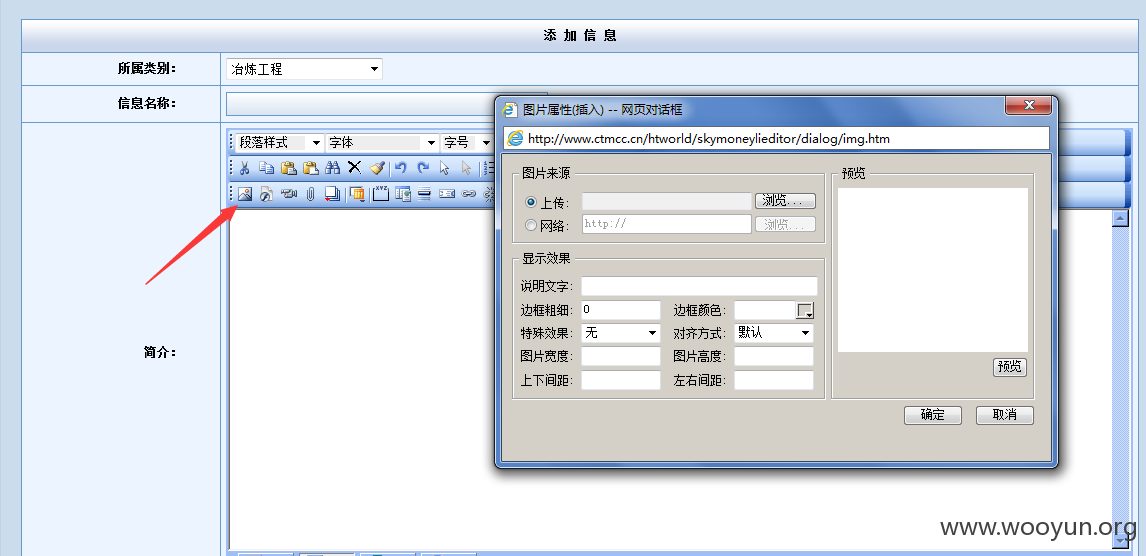 添 加 信 息
所属类别：
冶炼工程
信息名称：
简介：
段落样式
字体
字号
图片属性(插入) -- 网页对话框
http://www.ctmcc.cn/htworld/skymoneylieditor/dialog/img.htm
图片来源
上传：
浏览...
网络：
http://
浏览...
显示效果
说明文字：
边框粗细：
0
边框颜色：
特殊效果：
无
对齐方式：
默认
图片宽度：
图片高度：
上下间距：
左右间距：
预览
预览
确定
取消
www.wooyun.org